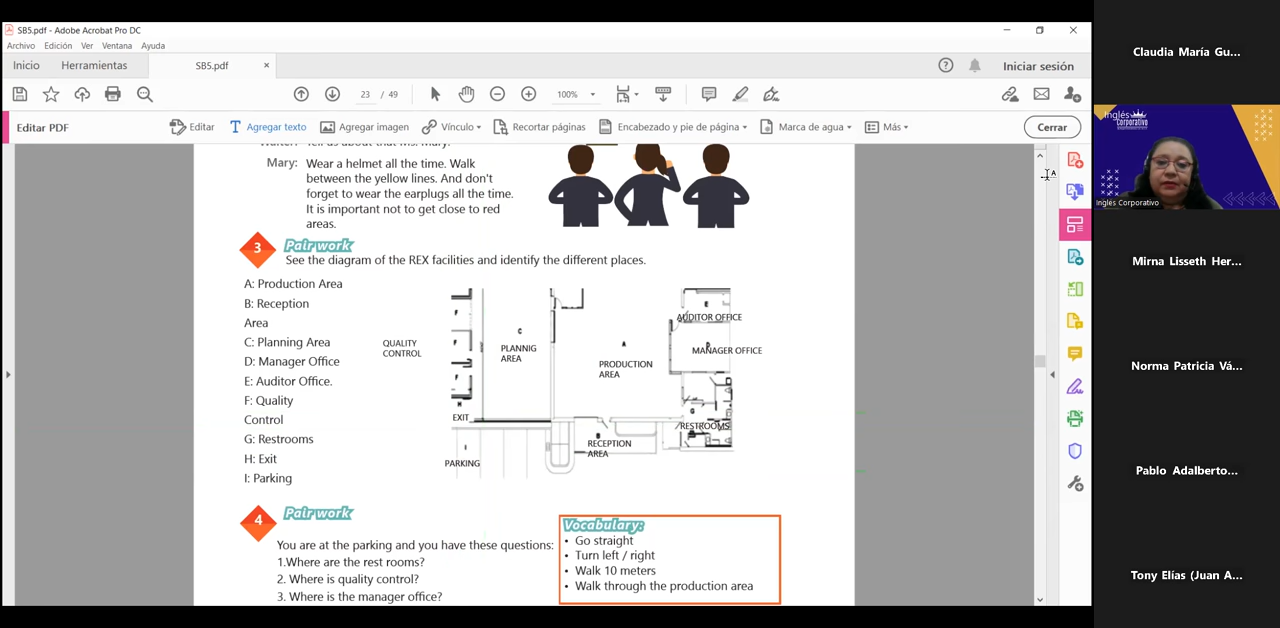 SB5.pdf - Adobe Acrobat Pro DC
Archivo Edición Ver Ventana Ayuda
Inicio Herramientas SB5.pdf × Iniciar sesión
23 / 49 100%
Editar PDF Editar Agregar texto Agregar imagen Vínculo Recortar páginas Encabezado y pie de página Marca de agua Más Cerrar
Mary: Wear a helmet all the time. Walk
between the yellow lines. And don't
forget to wear the earplugs all the time.
It is important not to get close to red
areas.
3 Pair work
See the diagram of the REX facilities and identify the different places.
A: Production Area
B: Reception
Area
C: Planning Area
D: Manager Office
E: Auditor Office.
F: Quality
Control
G: Restrooms
H: Exit
I: Parking
QUALITY
CONTROL
F
F
F
H
EXIT
I
PARKING
C
PLANNIG
AREA
A
PRODUCTION
AREA
E
AUDITOR OFFICE
D
MANAGER OFFICE
G
RESTROOMS
B
RECEPTION
AREA
4 Pair work
You are at the parking and you have these questions:
1.Where are the rest rooms?
2. Where is quality control?
3. Where is the manager office?
Vocabulary:
• Go straight
• Turn left / right
• Walk 10 meters
• Walk through the production area
Claudia María Gu...
Inglés
Corporativo
Inglés Corporativo
Mirna Lisseth Her...
Norma Patricia Vá...
Pablo Adalberto...
Tony Elías (Juan A...